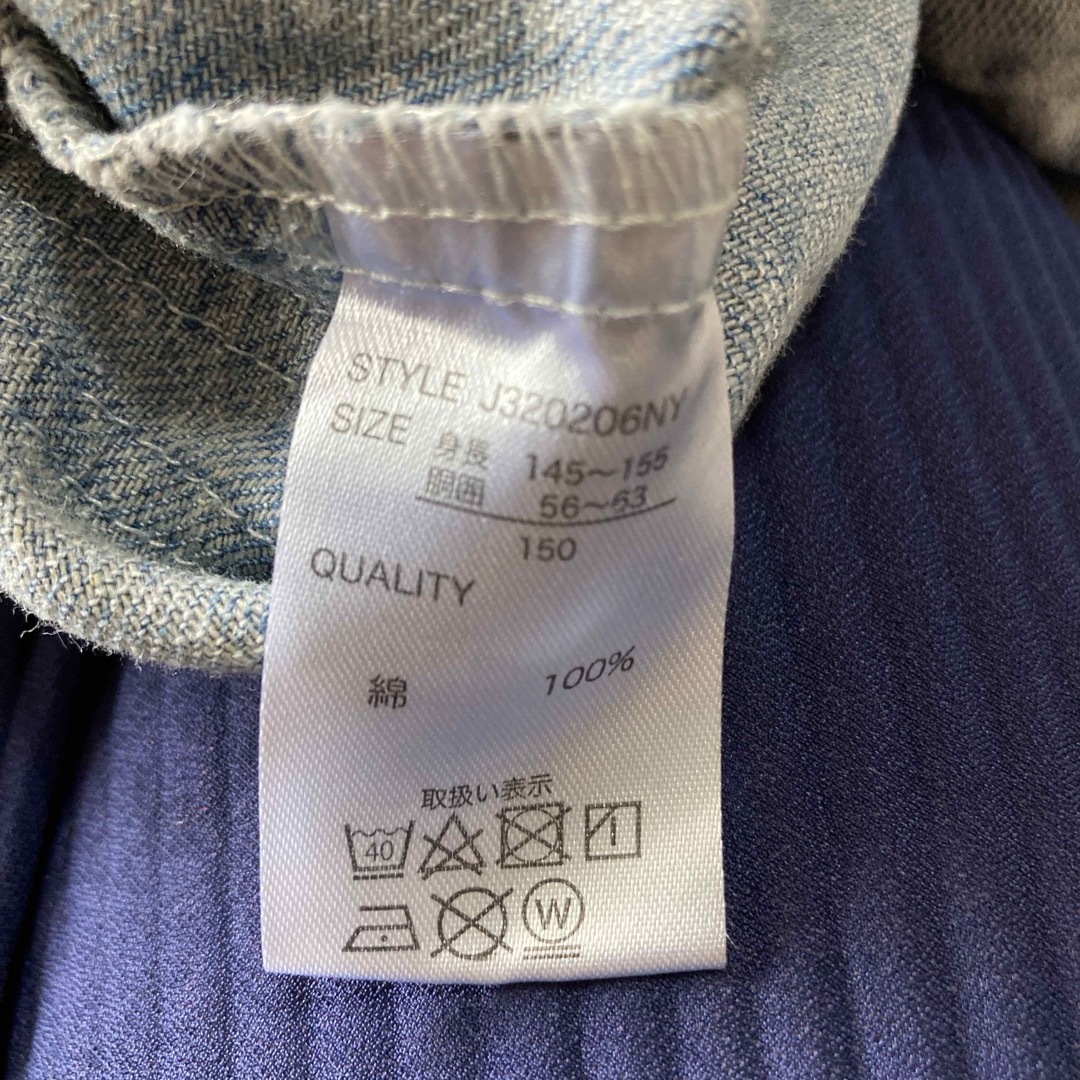 STYLE J320206NY
SIZE 身長 145～155
胴囲 56～63
150
QUALITY
綿 100%
取扱い表示
40
W